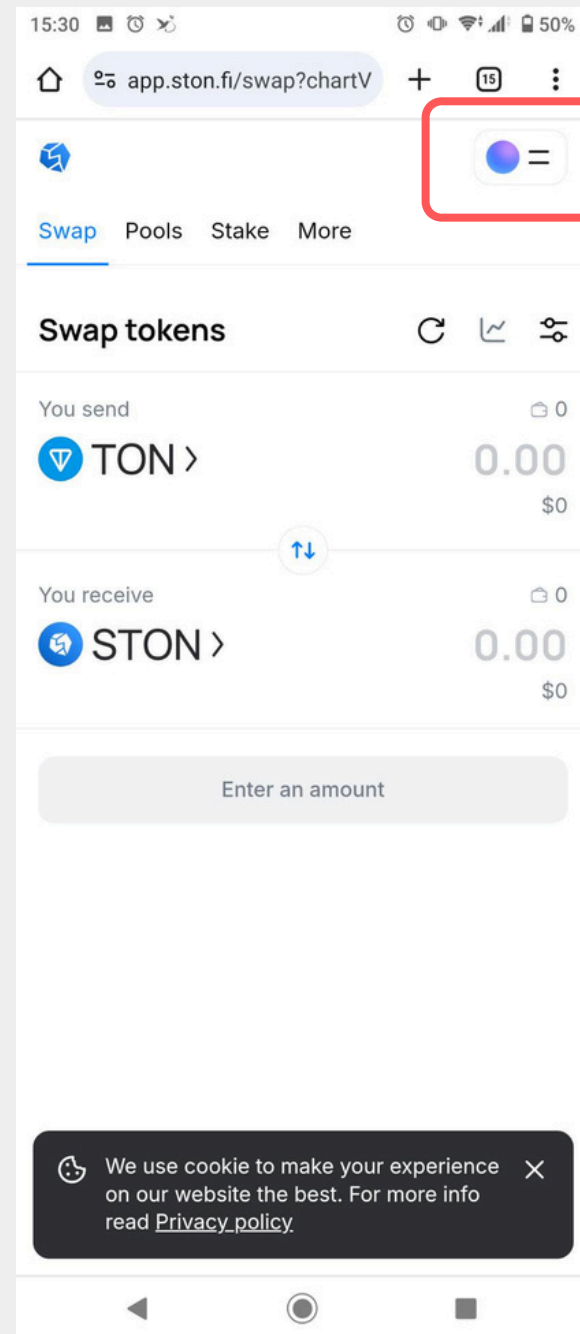 15:30 50%
app.ston.fi/swap?chartV 15
Swap Pools Stake More
Swap tokens
You send 0
TON 0.00
$0
You receive 0
STON 0.00
$0
Enter an amount
We use cookie to make your experience
on our website the best. For more info
read Privacy policy